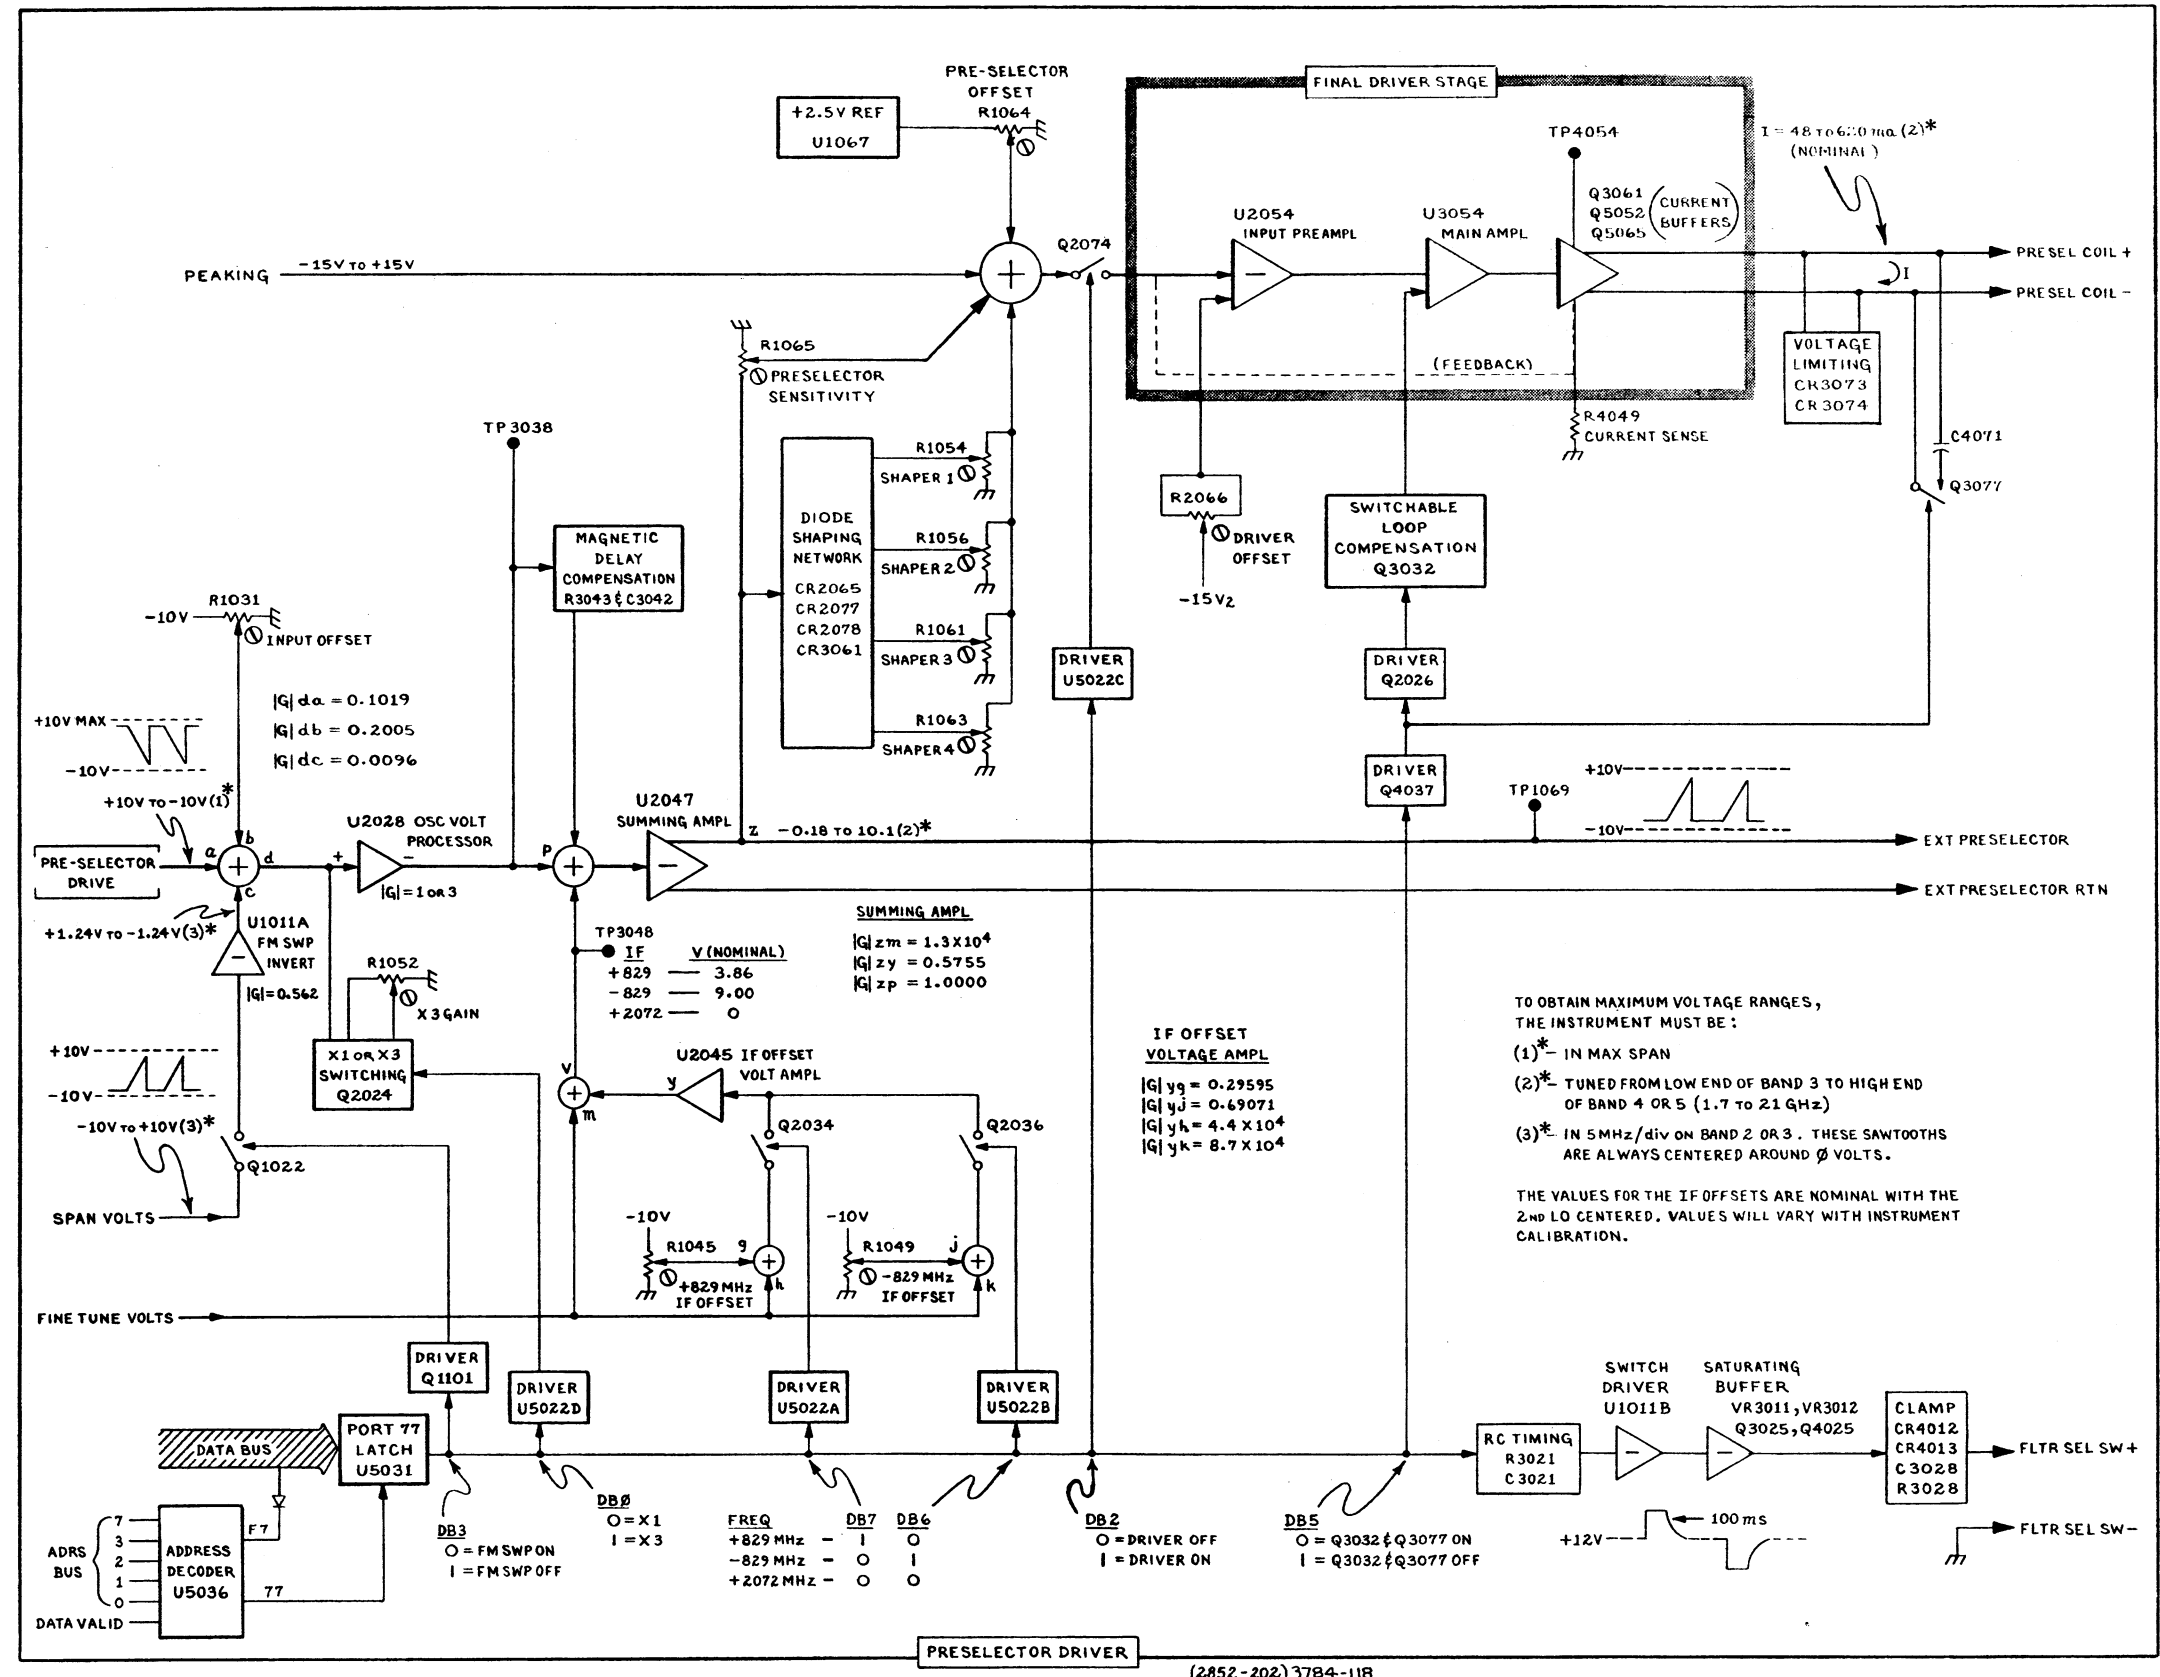 FINAL DRIVER STAGE
PRE-SELECTOR
OFFSET
R1064
+2.5V REF
U1067
TP4054
I = 48 TO 6 0 ma (2)*
(NOMINAL)
Q3061
Q5052
Q5065
(CURRENT
BUFFERS)
U2054
INPUT PREAMPL
U3054
MAIN AMPL
Q2074
PEAKING
-15V TO +15V
+
-
PRESEL COIL +
I
PRESEL COIL -
R1065
PRESELECTOR
SENSITIVITY
(FEEDBACK)
VOLTAGE
LIMITING
CR3073
CR3074
R4049
CURRENT SENSE
C4071
Q3077
TP3038
DIODE
SHAPING
NETWORK
CR2065
CR2077
CR2078
CR3061
R1054
SHAPER 1
R1056
SHAPER 2
R1061
SHAPER 3
R1063
SHAPER 4
R2066
DRIVER
OFFSET
-15V2
SWITCHABLE
LOOP
COMPENSATION
Q3032
MAGNETIC
DELAY
COMPENSATION
R3043 & C3042
R1031
-10V
INPUT OFFSET
DRIVER
U5022C
DRIVER
Q2026
DRIVER
Q4037
|G| da = 0.1019
|G| db = 0.2005
|G| dc = 0.0096
+10V MAX
-10V
+10V TO -10V(1)*
PRE-SELECTOR
DRIVE
a
b
c
d
+
+
-
U2028 OSC VOLT
PROCESSOR
|G| = 1 OR 3
P
+
U2047
SUMMING AMPL
-
Z
-0.18 TO 10.1(2)*
TP1069
+10V
-10V
EXT PRESELECTOR
EXT PRESELECTOR RTN
+1.24V TO -1.24V(3)*
U1011A
FM SWP
INVERT
-
|G|=0.562
R1052
X3 GAIN
X1 OR X3
SWITCHING
Q2024
TP3048
IF V (NOMINAL)
+829 — 3.86
-829 — 9.00
+2072 — 0
SUMMING AMPL
|G| zm = 1.3X10⁴
|G| zy = 0.5755
|G| zp = 1.0000
+10V
-10V
-10V TO +10V(3)*
Q1022
SPAN VOLTS
V
+
m
y
U2045 IF OFFSET
VOLT AMPL
Q2034
Q2036
IF OFFSET
VOLTAGE AMPL
|G| yg = 0.29595
|G| yj = 0.69071
|G| yh = 4.4 X 10⁴
|G| yk = 8.7 X 10⁴
TO OBTAIN MAXIMUM VOLTAGE RANGES,
THE INSTRUMENT MUST BE:
(1)*- IN MAX SPAN
(2)*- TUNED FROM LOW END OF BAND 3 TO HIGH END
OF BAND 4 OR 5 (1.7 TO 21 GHz)
(3)*- IN 5MHz/div ON BAND 2 OR 3. THESE SAWTOOTHS
ARE ALWAYS CENTERED AROUND Ø VOLTS.
THE VALUES FOR THE IF OFFSETS ARE NOMINAL WITH THE
2ND LO CENTERED. VALUES WILL VARY WITH INSTRUMENT
CALIBRATION.
-10V
R1045
g
+
h
+829 MHz
IF OFFSET
-10V
R1049
j
+
k
-829 MHz
IF OFFSET
FINE TUNE VOLTS
DRIVER
Q1101
DRIVER
U5022D
DRIVER
U5022A
DRIVER
U5022B
DATA BUS
PORT 77
LATCH
U5031
ADRS
BUS
7
3
2
1
0
DATA VALID
ADDRESS
DECODER
U5036
F7
77
DB3
0 = FM SWP ON
1 = FM SWP OFF
DBØ
0 = X1
1 = X3
FREQ DB7 DB6
+829 MHz - 1 0
-829 MHz - 0 1
+2072 MHz - 0 0
DB2
0 = DRIVER OFF
1 = DRIVER ON
DB5
0 = Q3032 & Q3077 ON
1 = Q3032 & Q3077 OFF
RC TIMING
R3021
C3021
SWITCH
DRIVER
U1011B
-
SATURATING
BUFFER
VR3011, VR3012
Q3025, Q4025
-
CLAMP
CR4012
CR4013
C3028
R3028
FLTR SEL SW+
+12V
100 ms
FLTR SEL SW-
PRESELECTOR DRIVER
(2852-202) 3784-11R